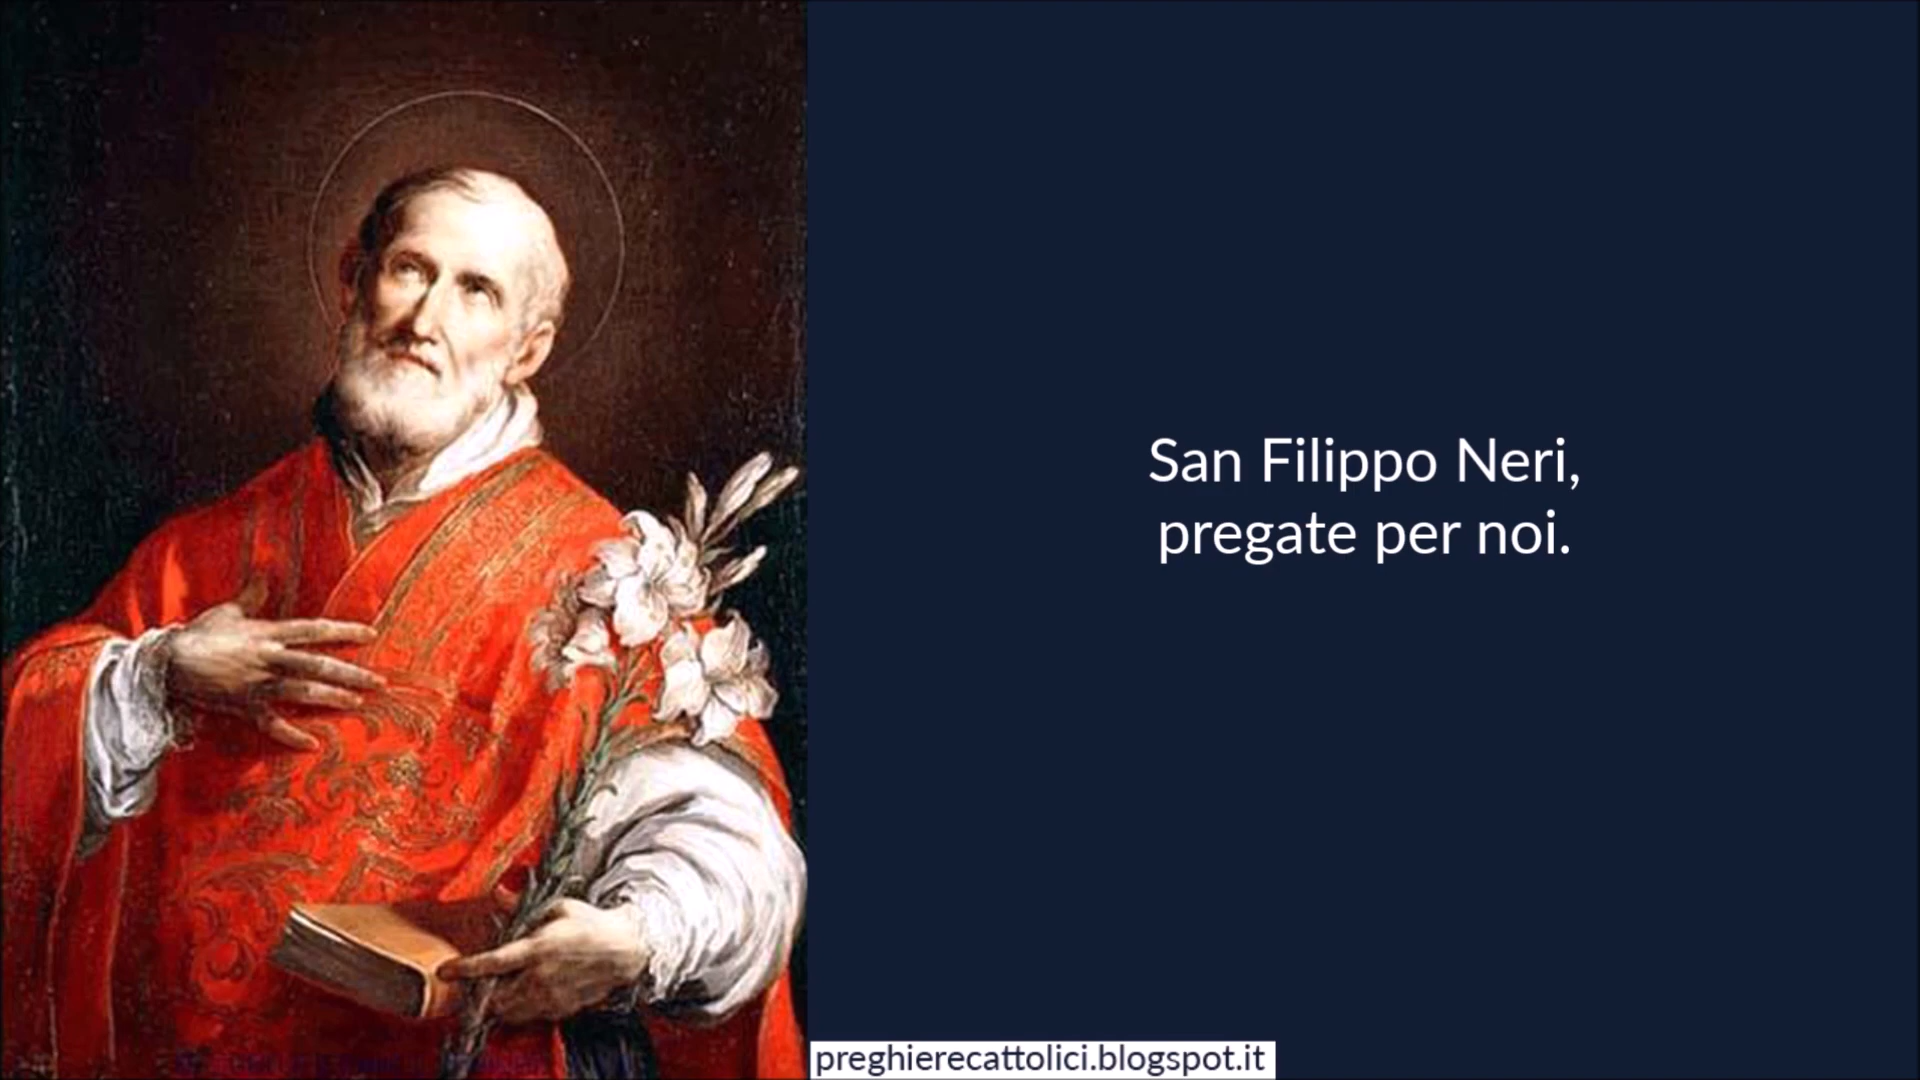 San Filippo Neri,
pregate per noi.
preghierecattolici.blogspot.it